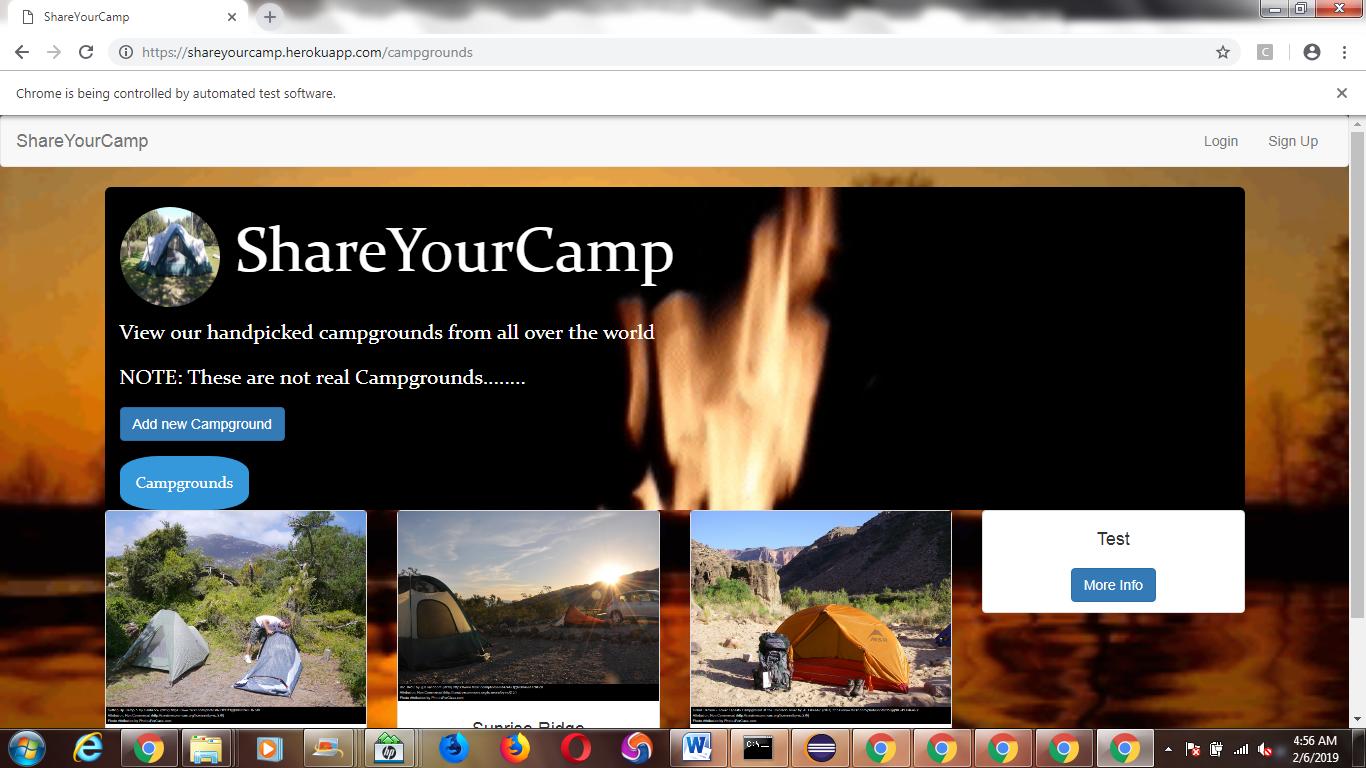 ShareYourCamp
https://shareyourcamp.herokuapp.com/campgrounds
C
Chrome is being controlled by automated test software.
ShareYourCamp
Login
Sign Up
ShareYourCamp
View our handpicked campgrounds from all over the world
NOTE: These are not real Campgrounds........
Add new Campground
Campgrounds
Test
More Info
Sunrise Ridge
4:56 AM
2/6/2019